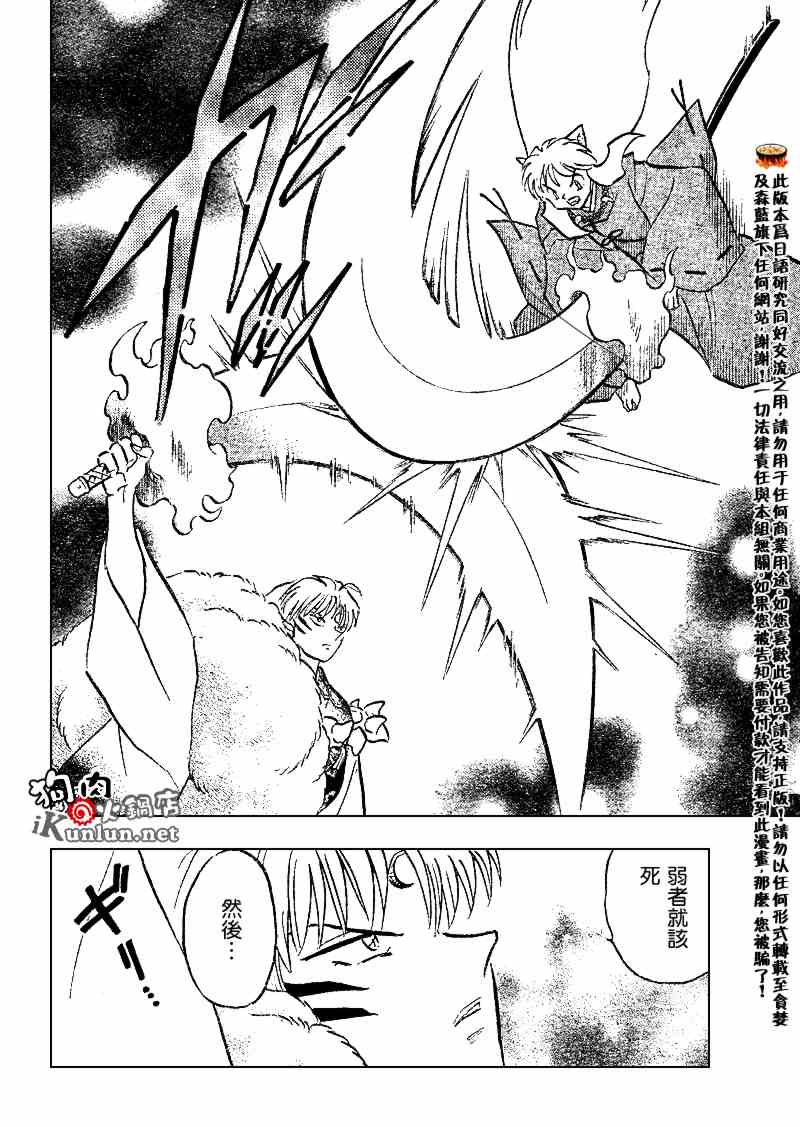 弱者就該
死
然後…
此版本爲日語研究同好交流之用，請勿用于任何商業用途，如您喜歡此作品，請支持正版！請勿以任何形式轉載至貪婪
及森藍旗下任何網站，謝謝！一切法律責任與本組無關，如果您被告知需要付款才能看到此漫畫，那麽，您被騙了！
狗肉火鍋店
iKunlun.net